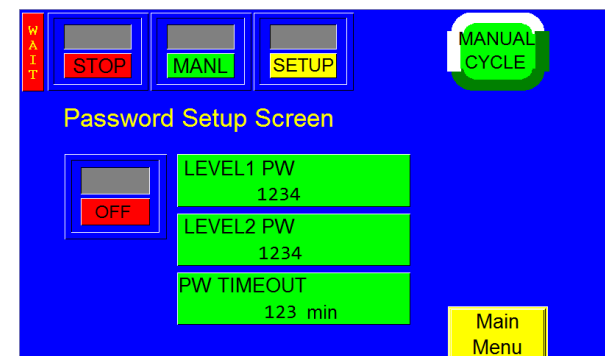 WAIT
STOP
MANL
SETUP
MANUAL
CYCLE
Password Setup Screen
OFF
LEVEL1 PW
1234
LEVEL2 PW
1234
PW TIMEOUT
123 min
Main
Menu